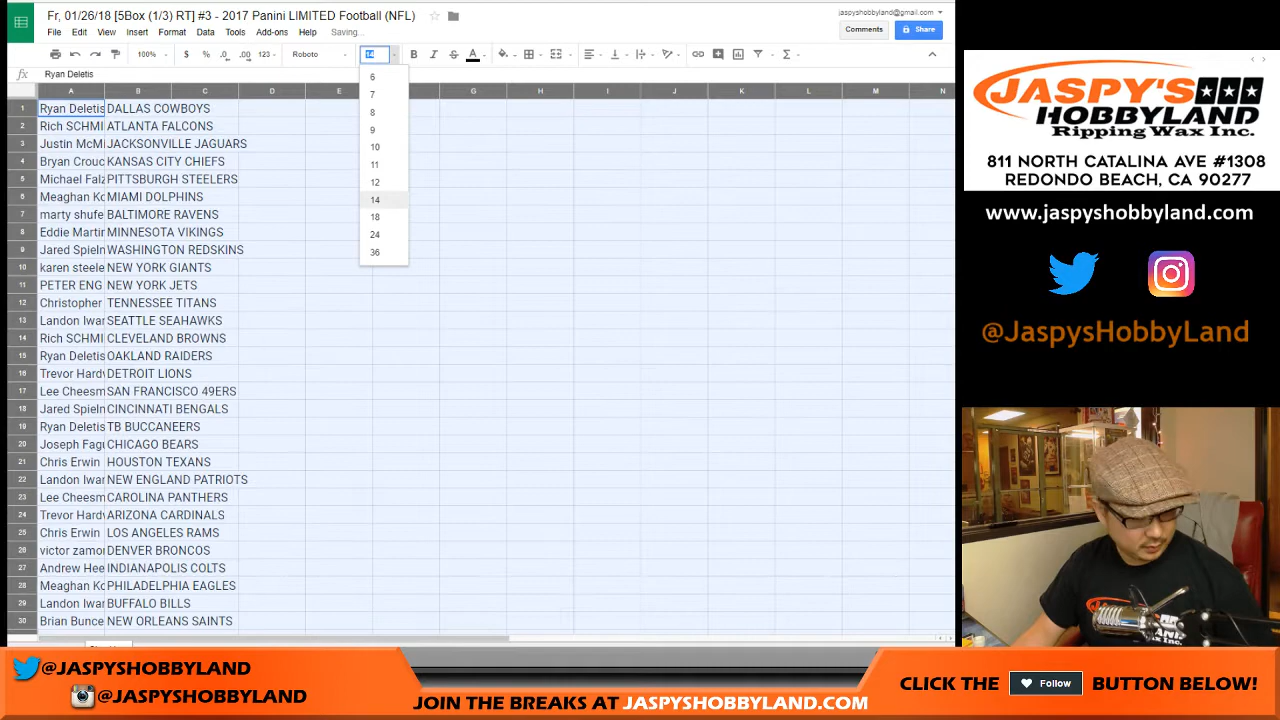 Fr, 01/26/18 [5Box (1/3) RT] #3 - 2017 Panini LIMITED Football (NFL)
jaspyhobbyland@gmail.com
File Edit View Insert Format Data Tools Add-ons Help Saving...
Comments Share
100% $ % .0 .00 123 Roboto 14 B I S A
fx Ryan Deletis
A B C D E G H I J K L M N
1 Ryan Deletis DALLAS COWBOYS
2 Rich SCHMI ATLANTA FALCONS
3 Justin McMi JACKSONVILLE JAGUARS
4 Bryan Crouc KANSAS CITY CHIEFS
5 Michael Falz PITTSBURGH STEELERS
6 Meaghan Ko MIAMI DOLPHINS
7 marty shufe BALTIMORE RAVENS
8 Eddie Martin MINNESOTA VIKINGS
9 Jared Spieln WASHINGTON REDSKINS
10 karen steele NEW YORK GIANTS
11 PETER ENG NEW YORK JETS
12 Christopher TENNESSEE TITANS
13 Landon Iwar SEATTLE SEAHAWKS
14 Rich SCHMI CLEVELAND BROWNS
15 Ryan Deletis OAKLAND RAIDERS
16 Trevor Hardv DETROIT LIONS
17 Lee Cheesm SAN FRANCISCO 49ERS
18 Jared Spieln CINCINNATI BENGALS
19 Ryan Deletis TB BUCCANEERS
20 Joseph Fagu CHICAGO BEARS
21 Chris Erwin HOUSTON TEXANS
22 Landon Iwar NEW ENGLAND PATRIOTS
23 Lee Cheesm CAROLINA PANTHERS
24 Trevor Hardv ARIZONA CARDINALS
25 Chris Erwin LOS ANGELES RAMS
26 victor zamor DENVER BRONCOS
27 Andrew Hee INDIANAPOLIS COLTS
28 Meaghan Ko PHILADELPHIA EAGLES
29 Landon Iwar BUFFALO BILLS
30 Brian Bunce NEW ORLEANS SAINTS
6
7
8
9
10
11
12
14
18
24
36
JASPY'S
HOBBYLAND
Ripping Wax Inc.
811 NORTH CATALINA AVE #1308
REDONDO BEACH, CA 90277
www.jaspyshobbyland.com
@JaspysHobbyLand
@JASPYSHOBBYLAND
@JASPYSHOBBYLAND
JOIN THE BREAKS AT JASPYSHOBBYLAND.COM
CLICK THE Follow BUTTON BELOW!